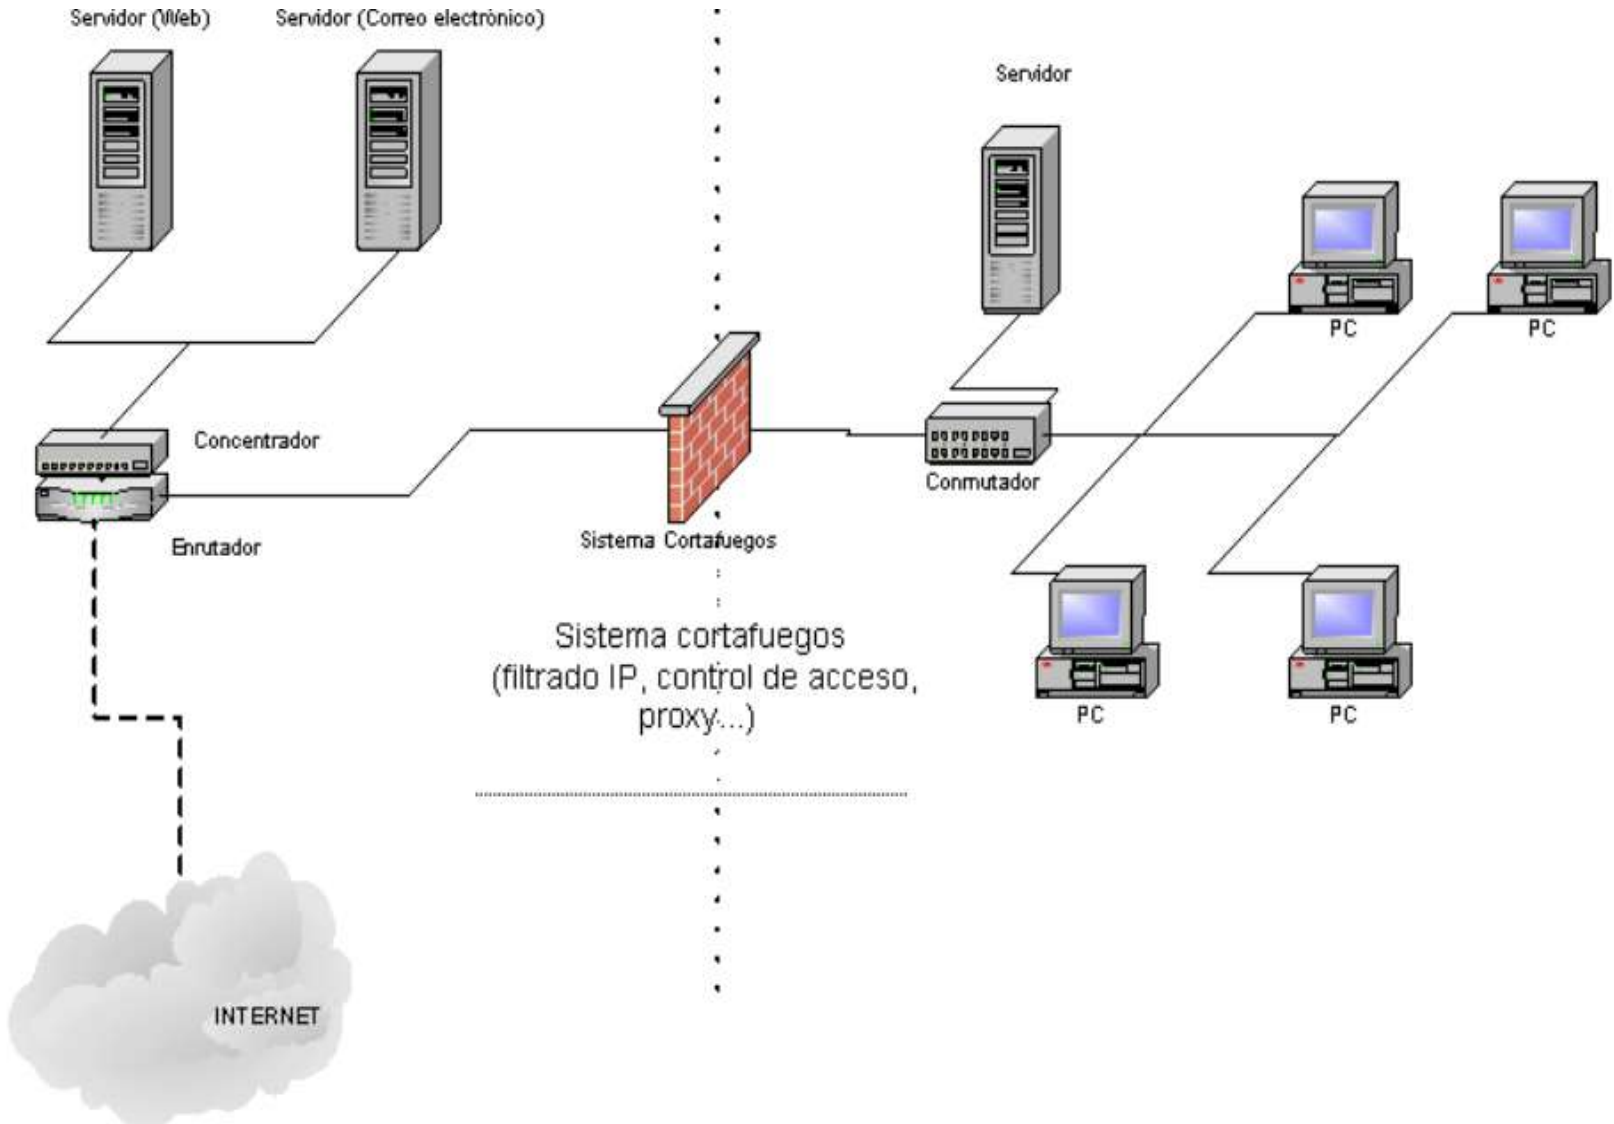 Servidor (Web)
Servidor (Correo electrónico)
Servidor
PC
PC
Concentrador
Conmutador
Enrutador
Sistema Cortafuegos
Sistema cortafuegos
(filtrado IP, control de acceso,
proxy...)
PC
PC
INTERNET